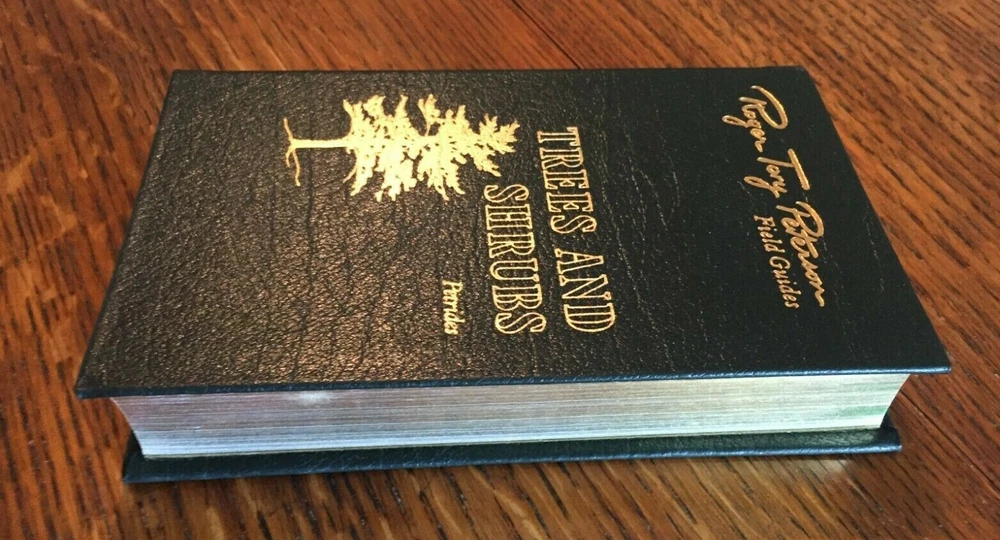 Roger Tory Peterson
Field Guides
TREES AND
SHRUBS
Petrides